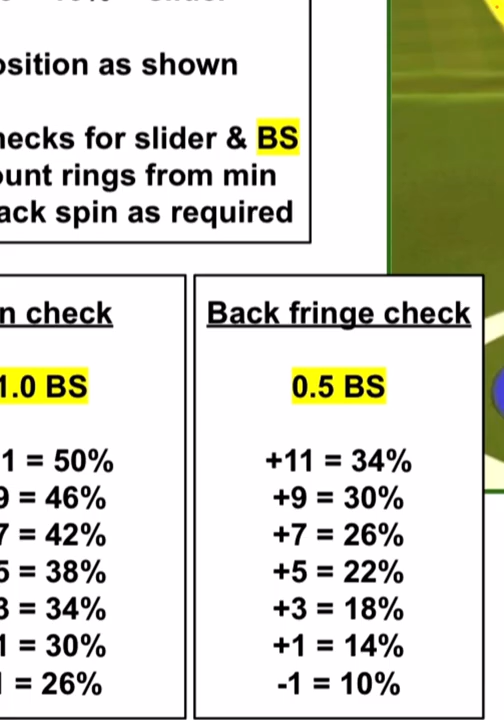 osition as shown
hecks for slider & BS
ount rings from min
ack spin as required
n check
1.0 BS
1 = 50%
9 = 46%
7 = 42%
5 = 38%
3 = 34%
1 = 30%
= 26%
Back fringe check
0.5 BS
+11 = 34%
+9 = 30%
+7 = 26%
+5 = 22%
+3 = 18%
+1 = 14%
-1 = 10%